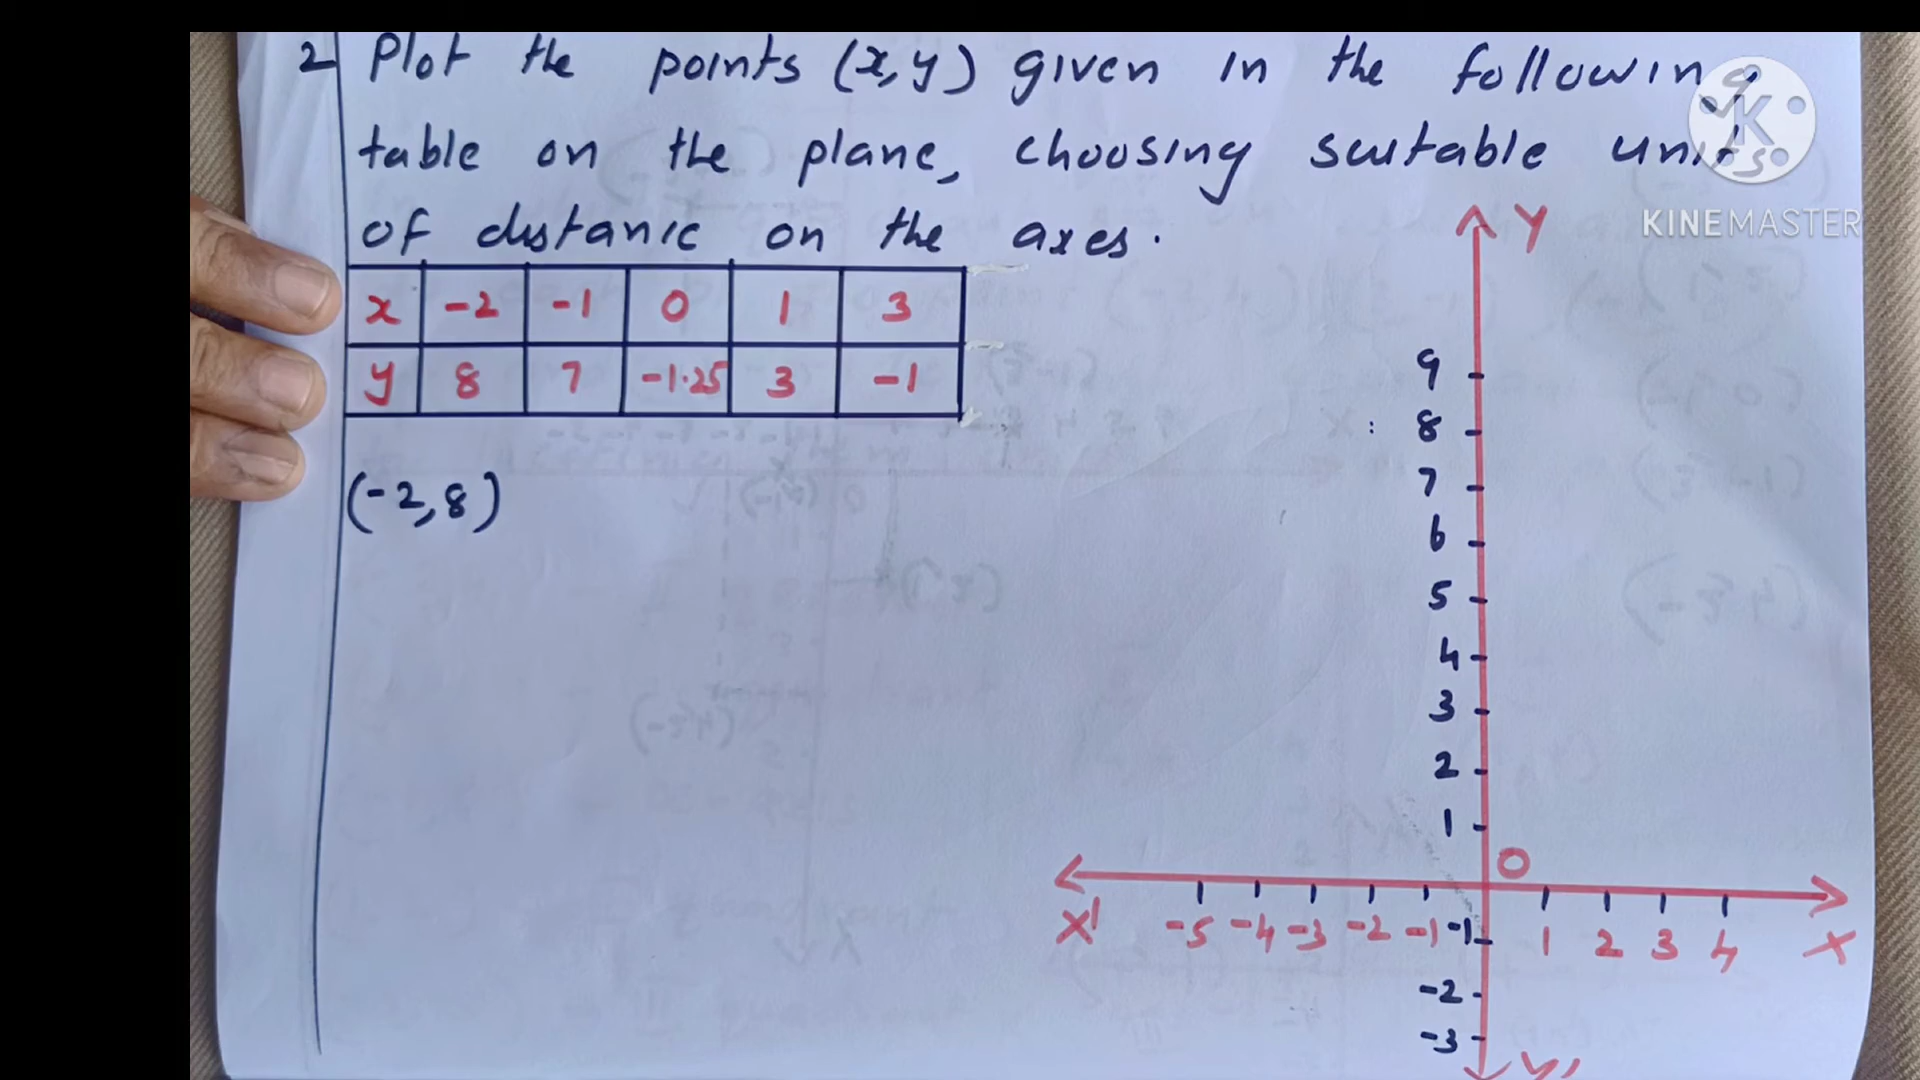 2 Plot the points (x,y) given in the following
table on the plane, choosing suitable units
of distance on the axes.
x -2 -1 0 1 3
y 8 7 -1.25 3 -1
(-2,8)
K
KINEMASTER
Y
9
8
7
6
5
4
3
2
1
O
X' -5 -4 -3 -2 -1 -1 1 2 3 4 X
-2
-3
Y'